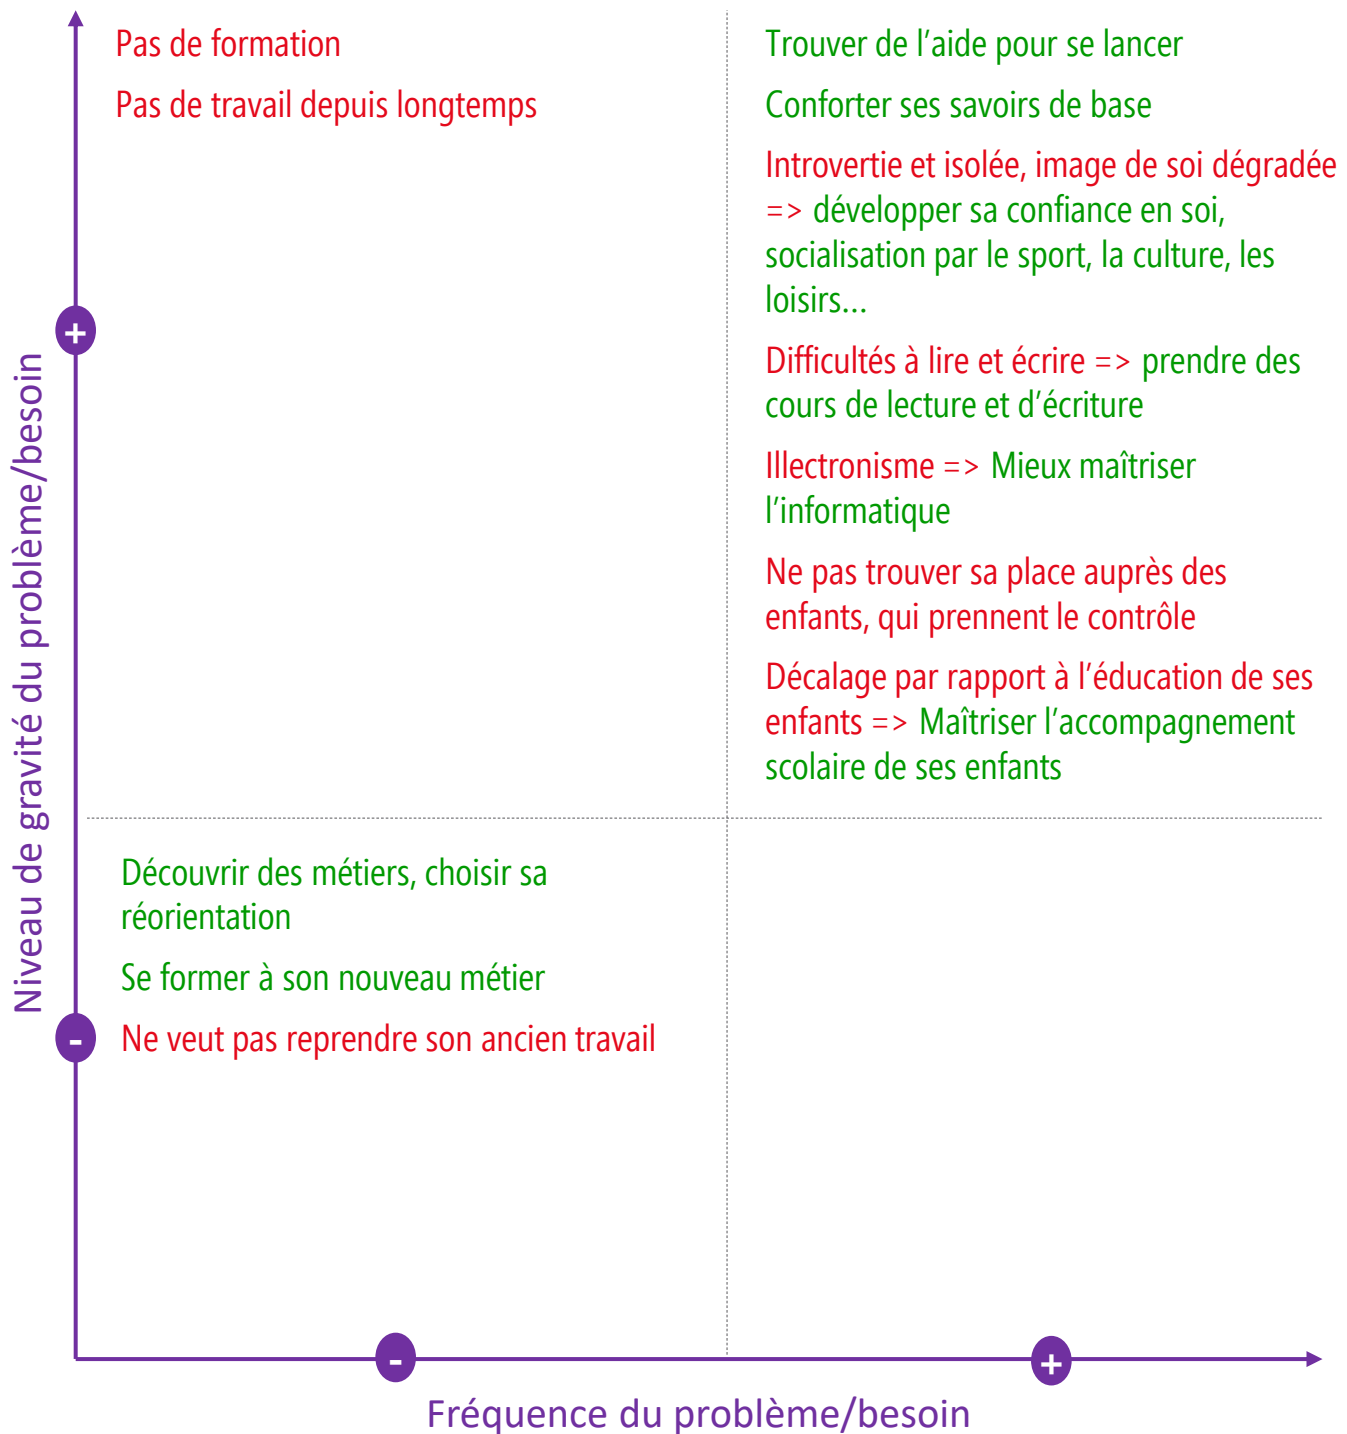 Pas de formation
Pas de travail depuis longtemps
Trouver de l’aide pour se lancer
Conforter ses savoirs de base
Introvertie et isolée, image de soi dégradée
=> développer sa confiance en soi,
socialisation par le sport, la culture, les
loisirs…
Difficultés à lire et écrire => prendre des
cours de lecture et d’écriture
Illectronisme => Mieux maîtriser
l’informatique
Ne pas trouver sa place auprès des
enfants, qui prennent le contrôle
Décalage par rapport à l’éducation de ses
enfants => Maîtriser l’accompagnement
scolaire de ses enfants
+
Niveau de gravité du problème/besoin
-
Découvrir des métiers, choisir sa
réorientation
Se former à son nouveau métier
Ne veut pas reprendre son ancien travail
-
+
Fréquence du problème/besoin